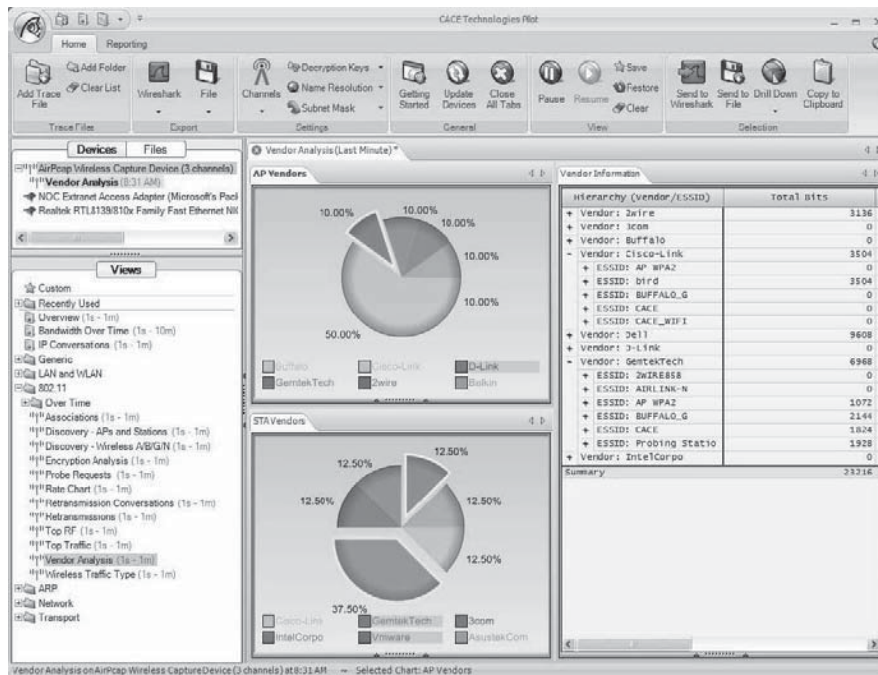 CACE Technologies Pilot
Home Reporting
Add Trace File
Add Folder
Clear List
Trace Files
Wireshark
File
Export
Channels
Decryption Keys
Name Resolution
Subnet Mask
Settings
Getting Started
Update Devices
Close All Tabs
General
Pause
Resume
Save
Restore
Clear
View
Send to Wireshark
Send to File
Drill Down
Copy to Clipboard
Selection
Devices Files
AirPcap Wireless Capture Device (3 channels)
Vendor Analysis (8:31 AM)
NOC Extranet Access Adapter (Microsoft's Pack
Realtek RTL8139/810x Family Fast Ethernet NIC
Views
Custom
Recently Used
Overview (1s - 1m)
Bandwidth Over Time (1s - 10m)
IP Conversations (1s - 1m)
Generic
LAN and WLAN
802.11
Over Time
Associations (1s - 1m)
Discovery - APs and Stations (1s - 1m)
Discovery - Wireless A/B/G/N (1s - 1m)
Encryption Analysis (1s - 1m)
Probe Requests (1s - 1m)
Rate Chart (1s - 1m)
Retransmission Conversations (1s - 1m)
Retransmissions (1s - 1m)
Top RF (1s - 1m)
Top Traffic (1s - 1m)
Vendor Analysis (1s - 1m)
Wireless Traffic Type (1s - 1m)
ARP
Network
Transport
Vendor Analysis (Last Minute)*
AP Vendors
10.00%
10.00%
10.00%
10.00%
10.00%
50.00%
Buffalo Cisco-Link D-Link
GemtekTech 2wire Belkin
STA Vendors
12.50%
12.50%
12.50%
12.50%
12.50%
37.50%
Cisco-Link GemtekTech 3com
IntelCorpo Vmware AsustekCom
Vendor Information
Hierarchy (Vendor/ESSID) Total Bits
+ Vendor: 2wire 3136
+ Vendor: 3com 0
+ Vendor: Buffalo 0
- Vendor: Cisco-Link 3504
+ ESSID: AP WPA2 0
+ ESSID: bird 3504
+ ESSID: BUFFALO_G 0
+ ESSID: CACE 0
+ ESSID: CACE_WIFI 0
+ Vendor: Dell 9608
+ Vendor: D-Link 0
- Vendor: GemtekTech 6968
+ ESSID: 2WIRE858 0
+ ESSID: AIRLINK-N 0
+ ESSID: AP WPA2 1072
+ ESSID: BUFFALO_G 2144
+ ESSID: CACE 1824
+ ESSID: Probing Statio 1928
+ Vendor: IntelCorpo 0
Summary 23216
Vendor Analysis on AirPcap Wireless Capture Device (3 channels) at 8:31 AM ~ Selected Chart: AP Vendors